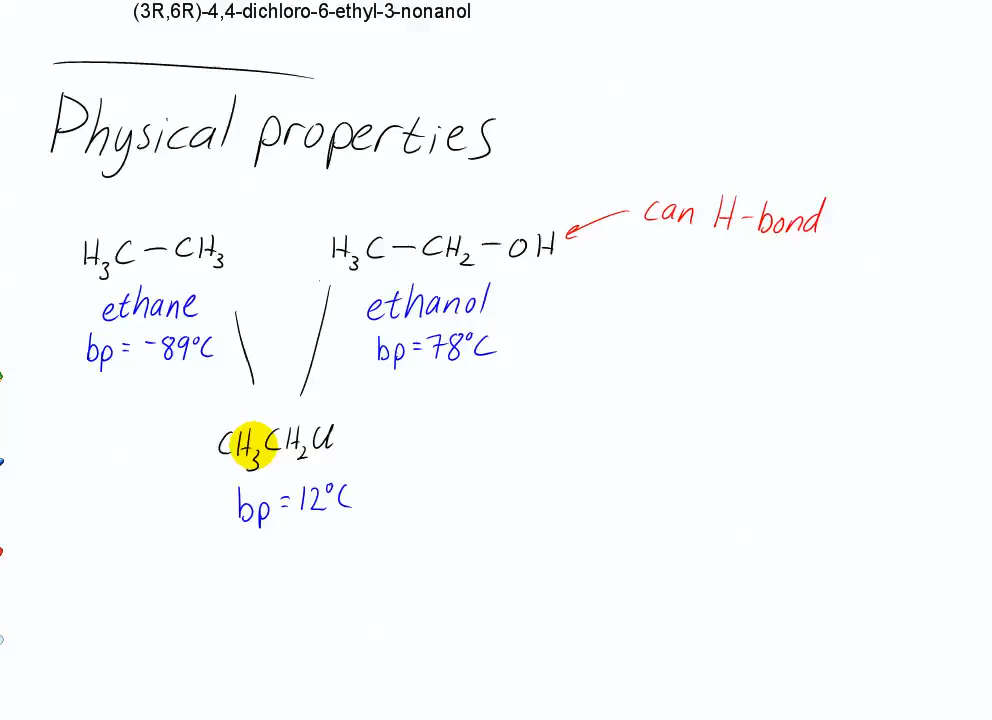 (3R,6R)-4,4-dichloro-6-ethyl-3-nonanol
Physical properties
can H-bond
H₃C-CH₃ H₃C-CH₂-OH
ethane ethanol
bp = -89°C bp = 78°C
CH₃CH₂Cl
bp = 12°C